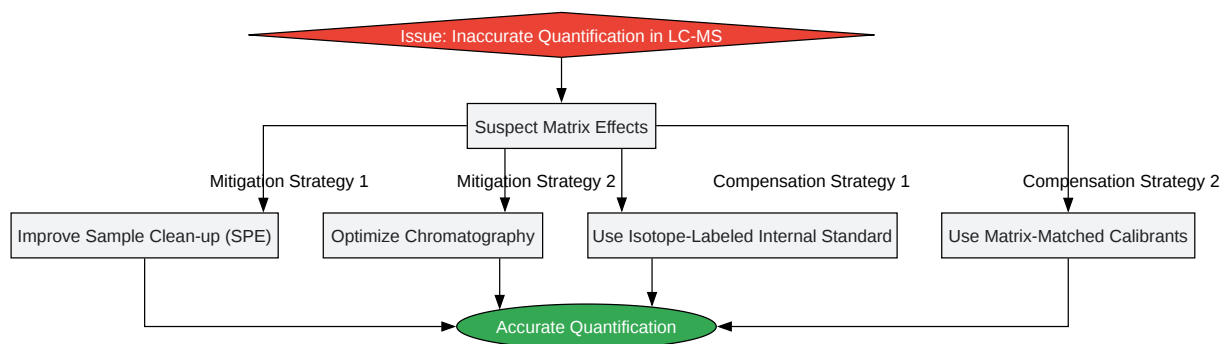 Issue: Inaccurate Quantification in LC-MS
Suspect Matrix Effects
Mitigation Strategy 1
Mitigation Strategy 2
Compensation Strategy 1
Compensation Strategy 2
Improve Sample Clean-up (SPE)
Optimize Chromatography
Use Isotope-Labeled Internal Standard
Use Matrix-Matched Calibrants
Accurate Quantification